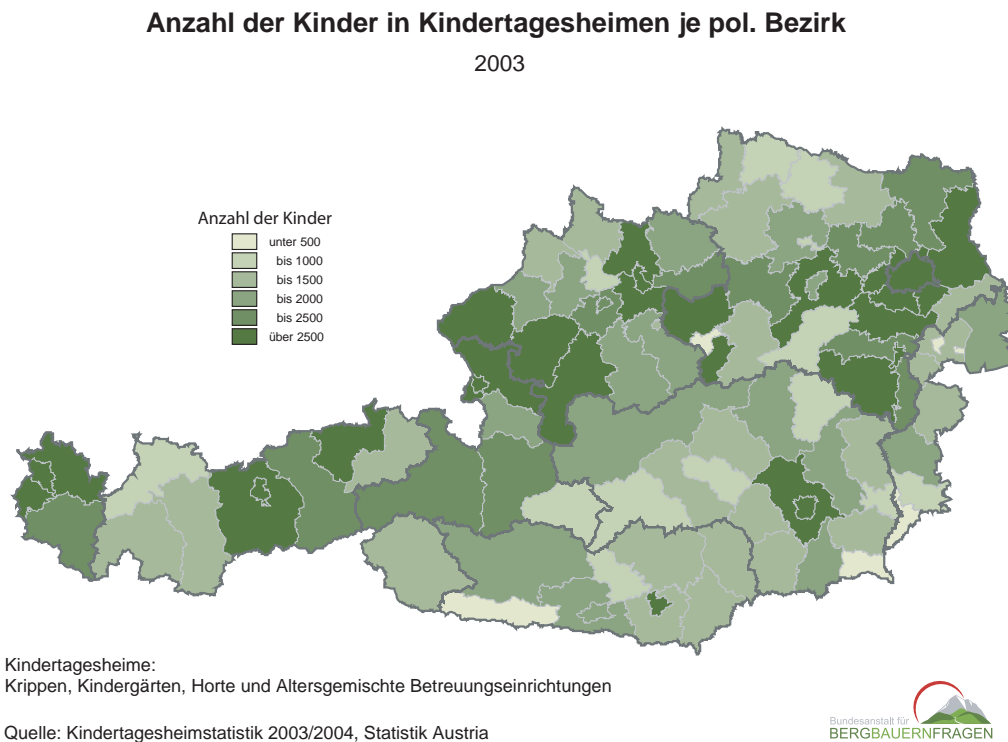 Anzahl der Kinder in Kindertagesheimen je pol. Bezirk
2003
Anzahl der Kinder
unter 500
bis 1000
bis 1500
bis 2000
bis 2500
über 2500
Kindertagesheime:
Krippen, Kindergärten, Horte und Altersgemischte Betreuungseinrichtungen
Quelle: Kindertagesheimstatistik 2003/2004, Statistik Austria
Bundesanstalt für
BERGBAUERNFRAGEN